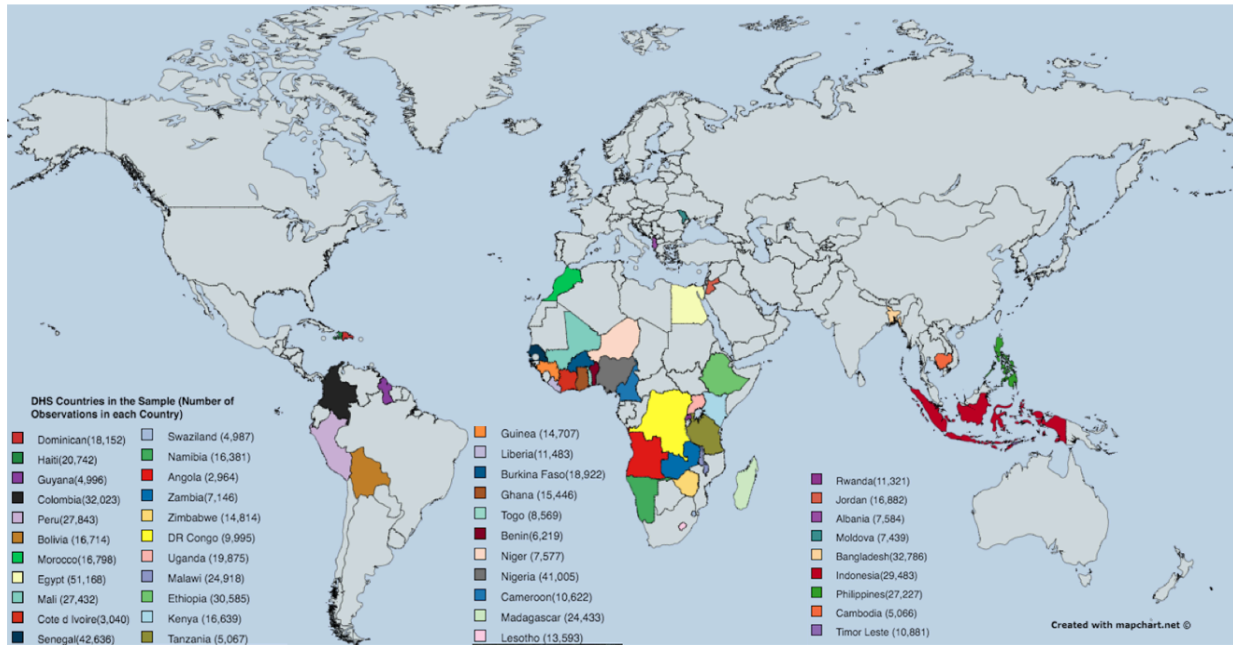 DHS Countries in the Sample (Number of
Observations in each Country)
Dominican(18,152)
Haiti(20,742)
Guyana(4,996)
Colombia(32,023)
Peru(27,843)
Bolivia(16,714)
Morocco(16,798)
Egypt (51,168)
Mali (27,432)
Cote d Ivoire(3,040)
Senegal(42,636)
Swaziland (4,987)
Namibia (16,381)
Angola (2,964)
Zambia(7,146)
Zimbabwe (14,814)
DR Congo (9,995)
Uganda (19,875)
Malawi (24,918)
Ethiopia (30,585)
Kenya (16,639)
Tanzania (5,067)
Guinea (14,707)
Liberia(11,483)
Burkina Faso(18,922)
Ghana (15,446)
Togo (8,569)
Benin(6,219)
Niger (7,577)
Nigeria (41,005)
Cameroon(10,622)
Madagascar (24,433)
Lesotho (13,593)
Rwanda(11,321)
Jordan (16,882)
Albania (7,584)
Moldova (7,439)
Bangladesh(32,786)
Indonesia(29,483)
Philippines(27,227)
Cambodia (5,066)
Timor Leste (10,881)
Created with mapchart.net ©